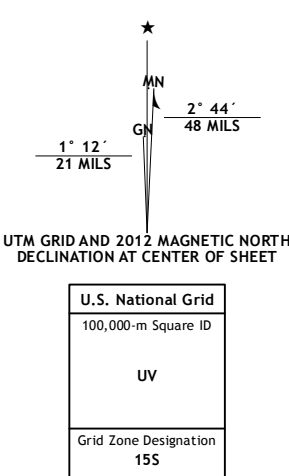 ★
MN
GN
2° 44´
48 MILS
1° 12´
21 MILS
UTM GRID AND 2012 MAGNETIC NORTH
DECLINATION AT CENTER OF SHEET
U.S. National Grid
100,000-m Square ID
UV
Grid Zone Designation
15S